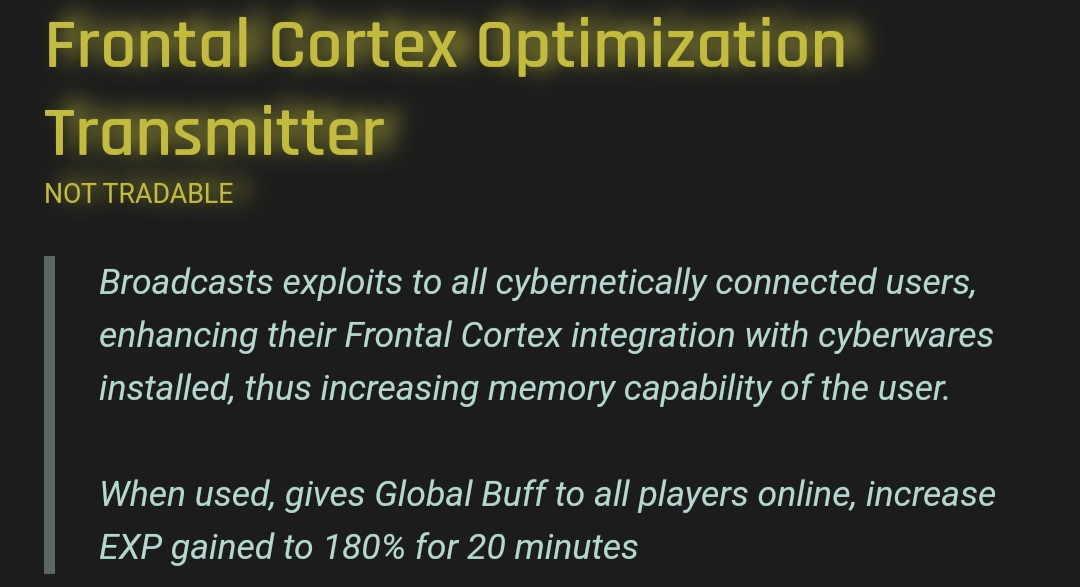 Frontal Cortex Optimization
Transmitter
NOT TRADABLE
Broadcasts exploits to all cybernetically connected users,
enhancing their Frontal Cortex integration with cyberwares
installed, thus increasing memory capability of the user.
When used, gives Global Buff to all players online, increase
EXP gained to 180% for 20 minutes